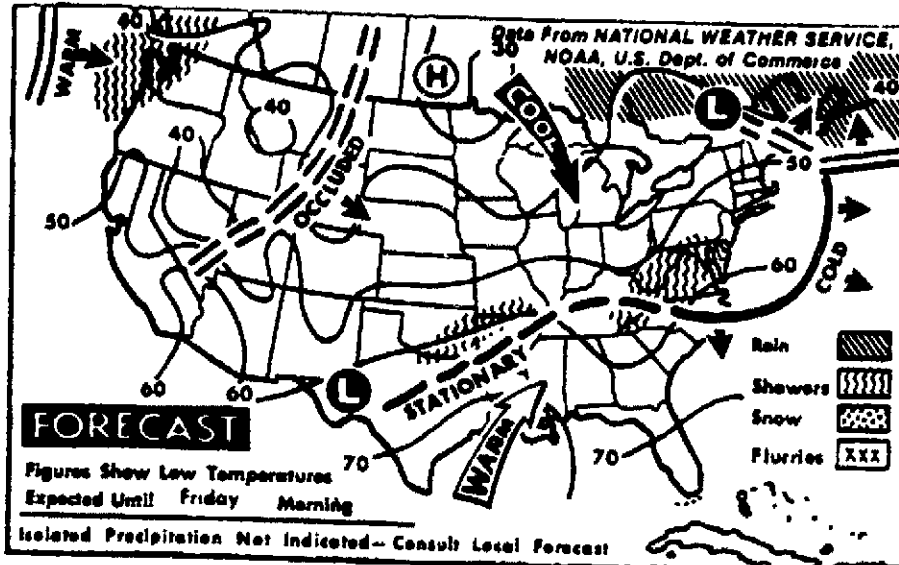 40
WARM
Data From NATIONAL WEATHER SERVICE,
NOAA, U.S. Dept. of Commerce
30
H
COOL
L
40
40
40
50
50
OCCLUDED
COLD
60
60
60
L
STATIONARY
WARM
70
70
Rain
Showers
Snow
Flurries XXX
FORECAST
Figures Show Low Temperatures
Expected Until Friday Morning
Isolated Precipitation Not Indicated – Consult Local Forecast